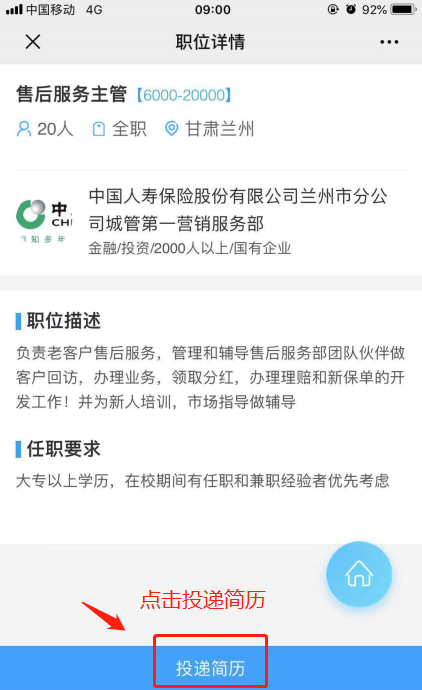 中国移动 4G 09:00 92%
职位详情
售后服务主管【6000-20000】
20人 全职 甘肃兰州
中国人寿保险股份有限公司兰州市分公
司城管第一营销服务部
金融/投资/2000人以上/国有企业
中
CH
知多年
职位描述
负责老客户售后服务，管理和辅导售后服务部团队伙伴做
客户回访，办理业务，领取分红，办理理赔和新保单的开
发工作！并为新人培训，市场指导做辅导
任职要求
大专以上学历，在校期间有任职和兼职经验者优先考虑
点击投递简历
投递简历